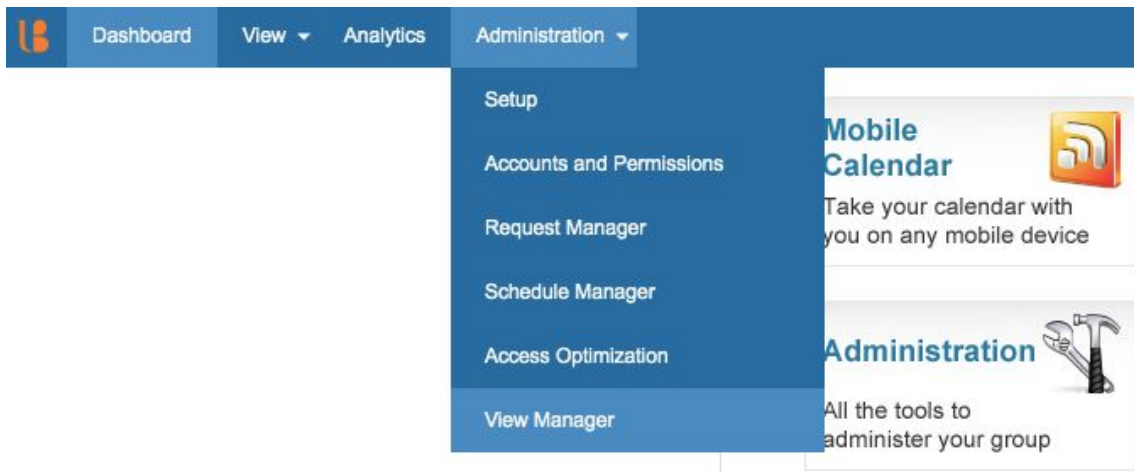 Dashboard
View
Analytics
Administration
Setup
Accounts and Permissions
Request Manager
Schedule Manager
Access Optimization
View Manager
Mobile
Calendar
Take your calendar with
you on any mobile device
Administration
All the tools to
administer your group